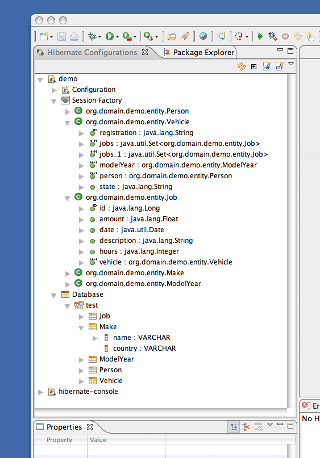 Hibernate Configurations
Package Explorer
demo
Configuration
Session Factory
org.domain.demo.entity.Person
org.domain.demo.entity.Vehicle
registration : java.lang.String
jobs : java.util.Set<org.domain.demo.entity.Job>
jobs_1 : java.util.Set<org.domain.demo.entity.Job>
modelYear : org.domain.demo.entity.ModelYear
person : org.domain.demo.entity.Person
state : java.lang.String
org.domain.demo.entity.Job
id : java.lang.Long
amount : java.lang.Float
date : java.util.Date
description : java.lang.String
hours : java.lang.Integer
vehicle : org.domain.demo.entity.Vehicle
org.domain.demo.entity.Make
org.domain.demo.entity.ModelYear
Database
test
Job
Make
name : VARCHAR
country : VARCHAR
ModelYear
Person
Vehicle
hibernate-console
Er
No H
Properties
Property Value